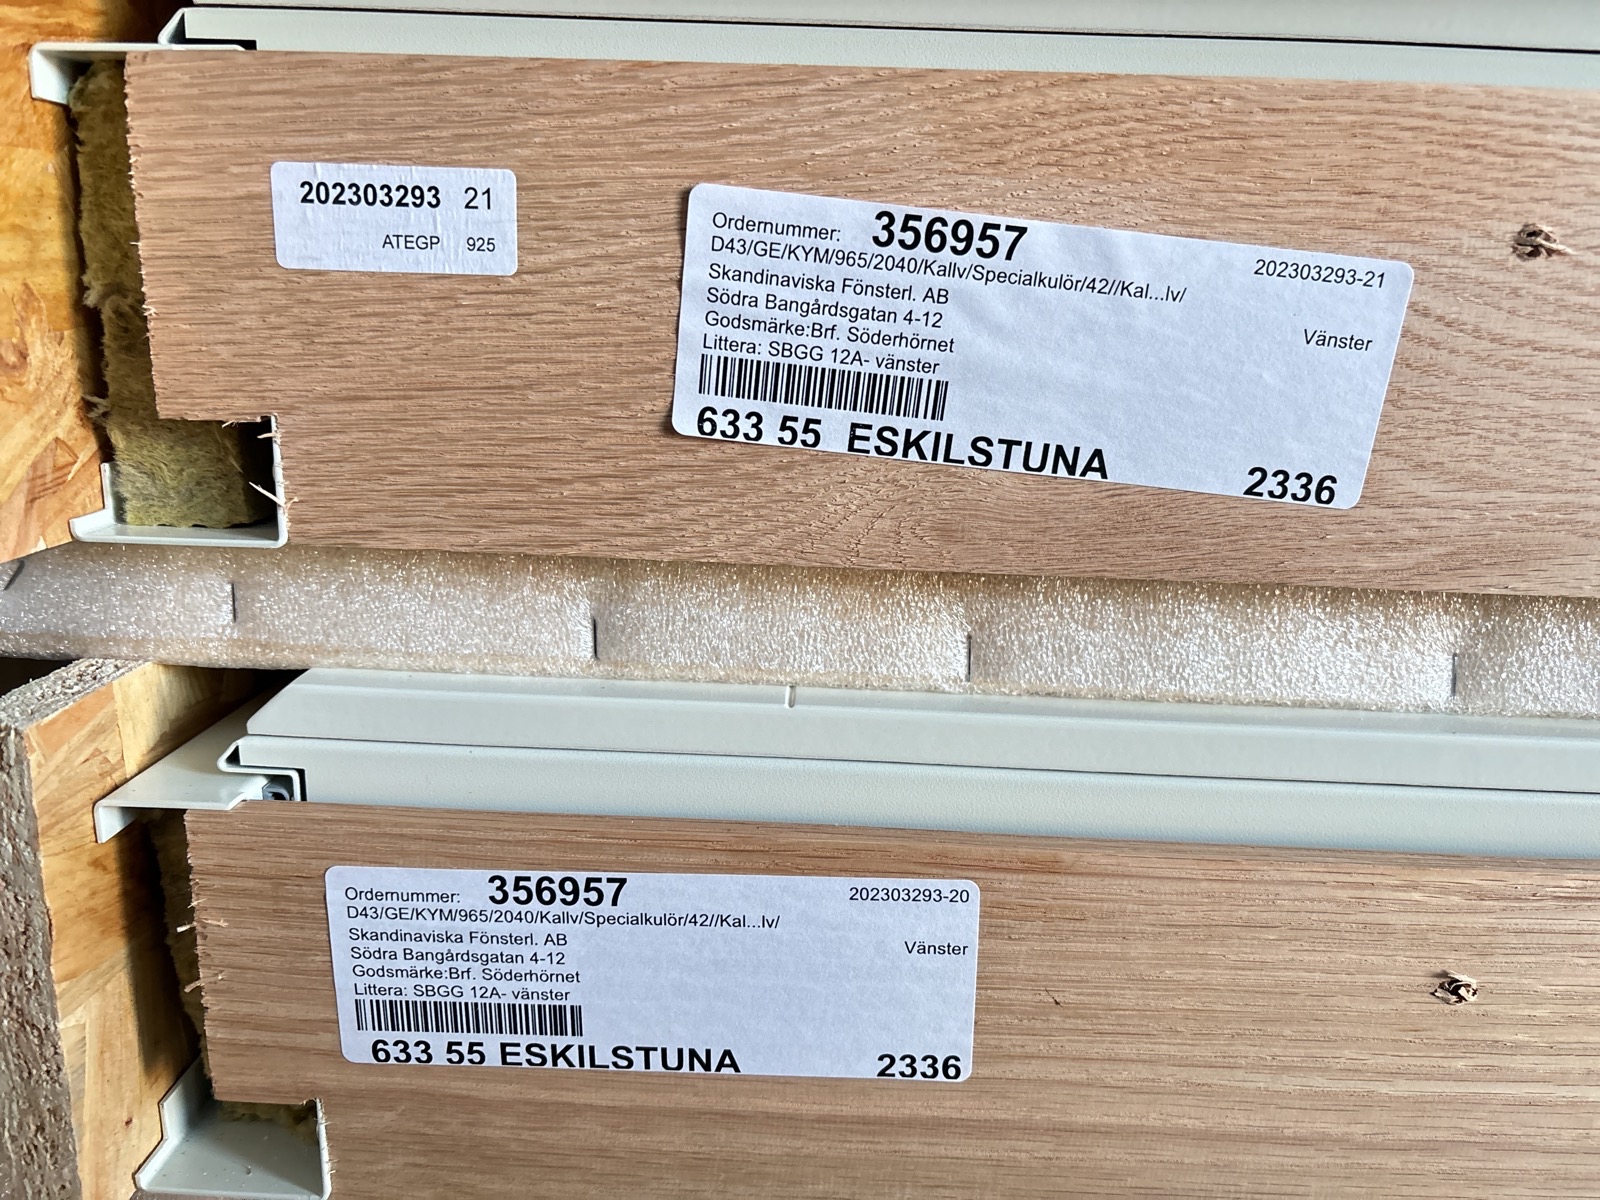 202303293 21
ATEGP 925
Ordernummer: 356957
202303293-21
D43/GE/KYM/965/2040/Kallv/Specialkulör/42//Kal...lv/
Skandinaviska Fönsterl. AB
Södra Bangårdsgatan 4-12
Vänster
Godsmärke:Brf. Söderhörnet
Littera: SBGG 12A- vänster
633 55 ESKILSTUNA
2336
Ordernummer: 356957
202303293-20
D43/GE/KYM/965/2040/Kallv/Specialkulör/42//Kal...lv/
Skandinaviska Fönsterl. AB
Vänster
Södra Bangårdsgatan 4-12
Godsmärke:Brf. Söderhörnet
Littera: SBGG 12A- vänster
633 55 ESKILSTUNA
2336